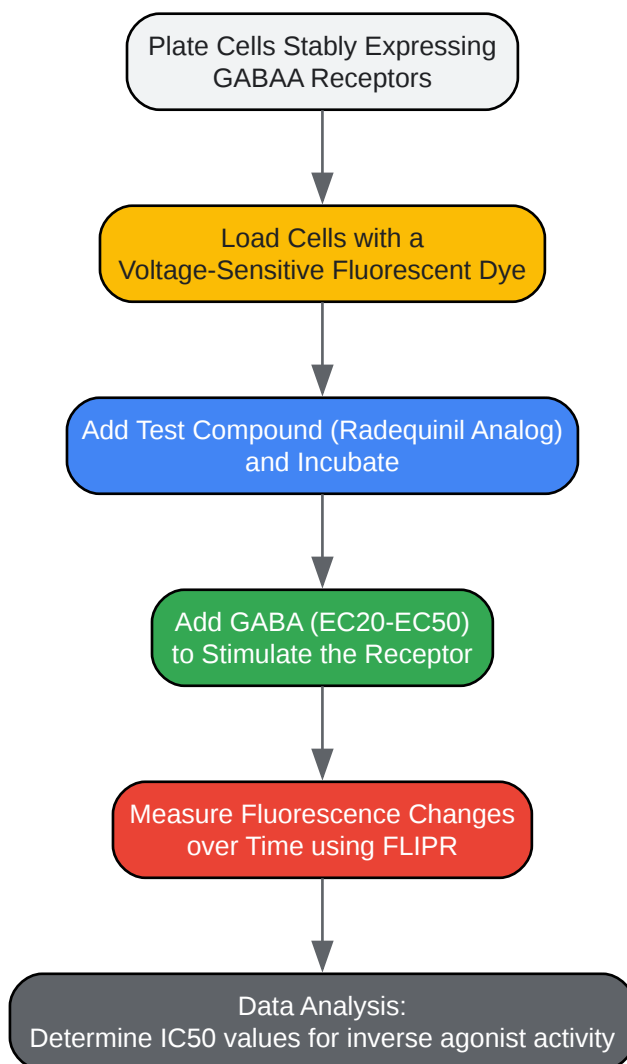 Plate Cells Stably Expressing
GABAA Receptors
Load Cells with a
Voltage-Sensitive Fluorescent Dye
Add Test Compound (Radequinil Analog)
and Incubate
Add GABA (EC20-EC50)
to Stimulate the Receptor
Measure Fluorescence Changes
over Time using FLIPR
Data Analysis:
Determine IC50 values for inverse agonist activity